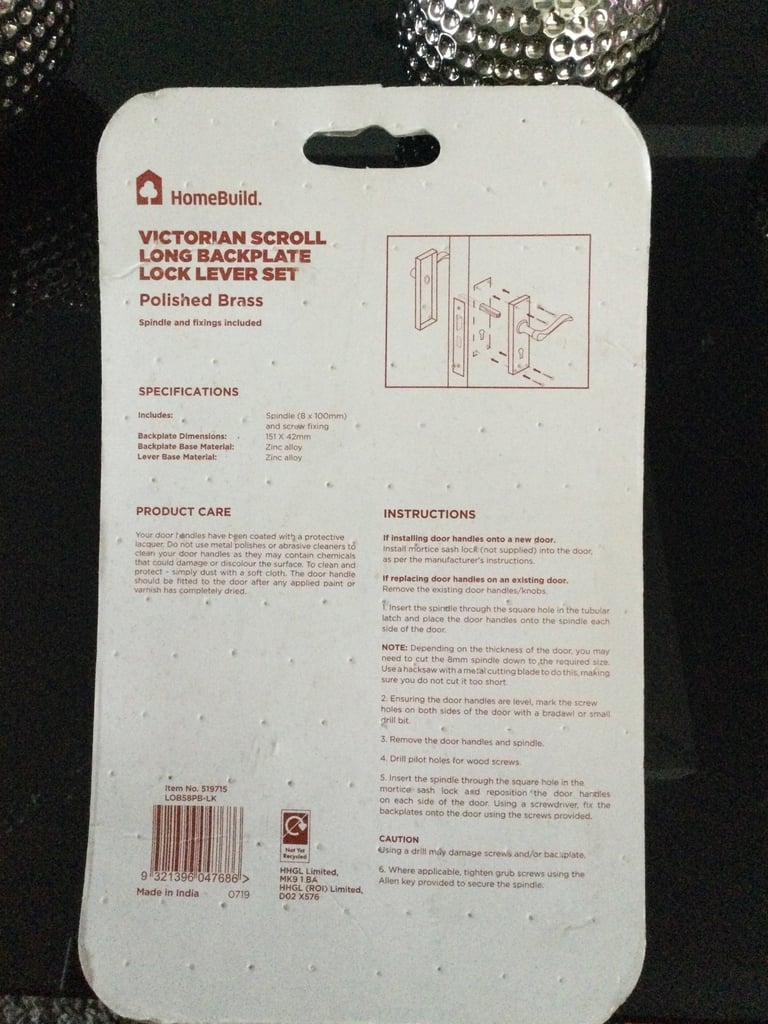 HomeBuild.
VICTORIAN SCROLL
LONG BACKPLATE
LOCK LEVER SET
Polished Brass
Spindle and fixings included
SPECIFICATIONS
Includes: Spindle (8 x 100mm)
and screw fixing
Backplate Dimensions: 151 X 42mm
Backplate Base Material: Zinc alloy
Lever Base Material: Zinc alloy
PRODUCT CARE
Your door handles have been coated with a protective
lacquer. Do not use metal polishes or abrasive cleaners to
clean your door handles as they may contain chemicals
that could damage or discolour the surface. To clean and
protect - simply dust with a soft cloth. The door handle
should be fitted to the door after any applied paint or
varnish has completely dried.
INSTRUCTIONS
If installing door handles onto a new door.
Install mortice sash lock (not supplied) into the door,
as per the manufacturer's instructions.
If replacing door handles on an existing door.
Remove the existing door handles/knobs.
1. Insert the spindle through the square hole in the tubular
latch and place the door handles onto the spindle each
side of the door.
NOTE: Depending on the thickness of the door, you may
need to cut the 8mm spindle down to the required size.
Use a hacksaw with a metal cutting blade to do this, making
sure you do not cut it too short.
2. Ensuring the door handles are level, mark the screw
holes on both sides of the door with a bradawl or small
drill bit.
3. Remove the door handles and spindle.
4. Drill pilot holes for wood screws.
5. Insert the spindle through the square hole in the
mortice sash lock and reposition the door handles
on each side of the door. Using a screwdriver, fix the
backplates onto the door using the screws provided.
CAUTION
Using a drill may damage screws and/or backplate.
6. Where applicable, tighten grub screws using the
Allen key provided to secure the spindle.
Item No. 519715
LOBS8PB-LK
9 321396 047686 >
Made in India 0719
Not Yet
Recycled
HHGL Limited,
MK9 1 BA
HHGL (ROI) Limited,
D02 X576